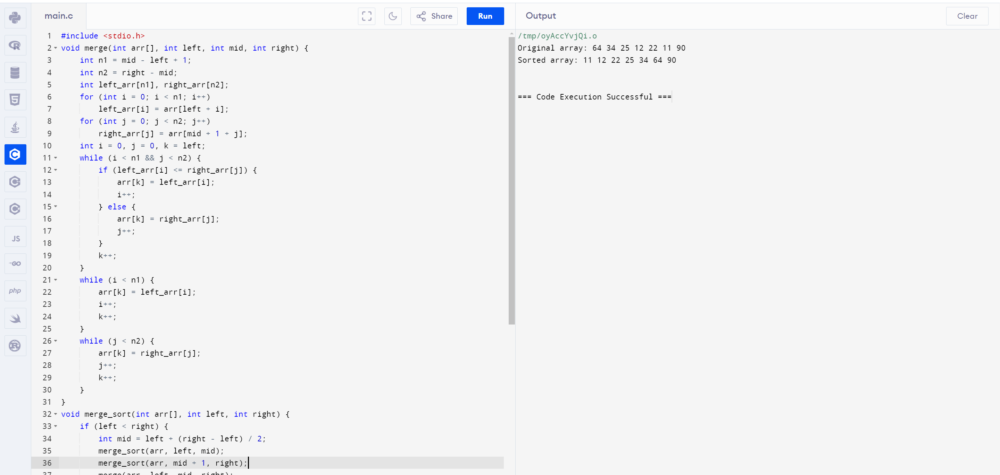 main.c
Share
Run
Output
Clear
1 #include <stdio.h>
2 void merge(int arr[], int left, int mid, int right) {
3     int n1 = mid - left + 1;
4     int n2 = right - mid;
5     int left_arr[n1], right_arr[n2];
6     for (int i = 0; i < n1; i++)
7         left_arr[i] = arr[left + i];
8     for (int j = 0; j < n2; j++)
9         right_arr[j] = arr[mid + 1 + j];
10     int i = 0, j = 0, k = left;
11     while (i < n1 && j < n2) {
12         if (left_arr[i] <= right_arr[j]) {
13             arr[k] = left_arr[i];
14             i++;
15         } else {
16             arr[k] = right_arr[j];
17             j++;
18         }
19         k++;
20     }
21     while (i < n1) {
22         arr[k] = left_arr[i];
23         i++;
24         k++;
25     }
26     while (j < n2) {
27         arr[k] = right_arr[j];
28         j++;
29         k++;
30     }
31 }
32 void merge_sort(int arr[], int left, int right) {
33     if (left < right) {
34         int mid = left + (right - left) / 2;
35         merge_sort(arr, left, mid);
36         merge_sort(arr, mid + 1, right);
37         merge(arr, left, mid, right);
/tmp/oyAccYvjQi.o
Original array: 64 34 25 12 22 11 90
Sorted array: 11 12 22 25 34 64 90
=== Code Execution Successful ===
R
5
C
C
C#
JS
GO
php
R